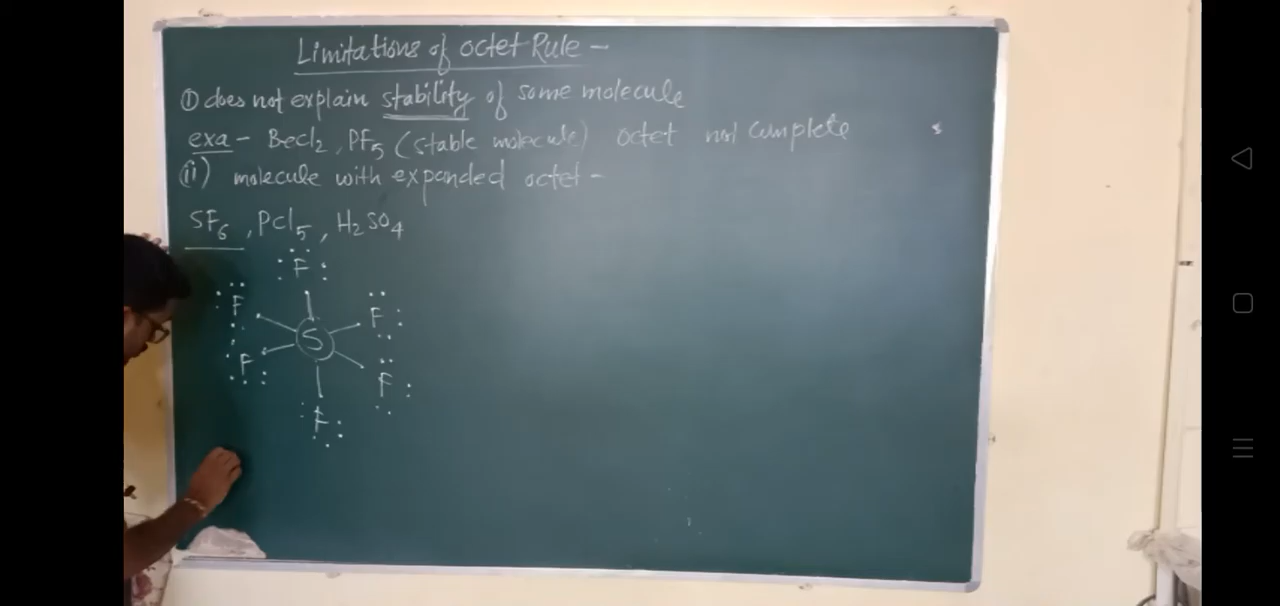 Limitations of octet Rule -
① does not explain stability of some molecule
exa - BeCl2, PF5 (stable molecule) octet not complete
(ii) molecule with expanded octet -
SF6, PCl5, H2SO4
F
F F
S
F F
F